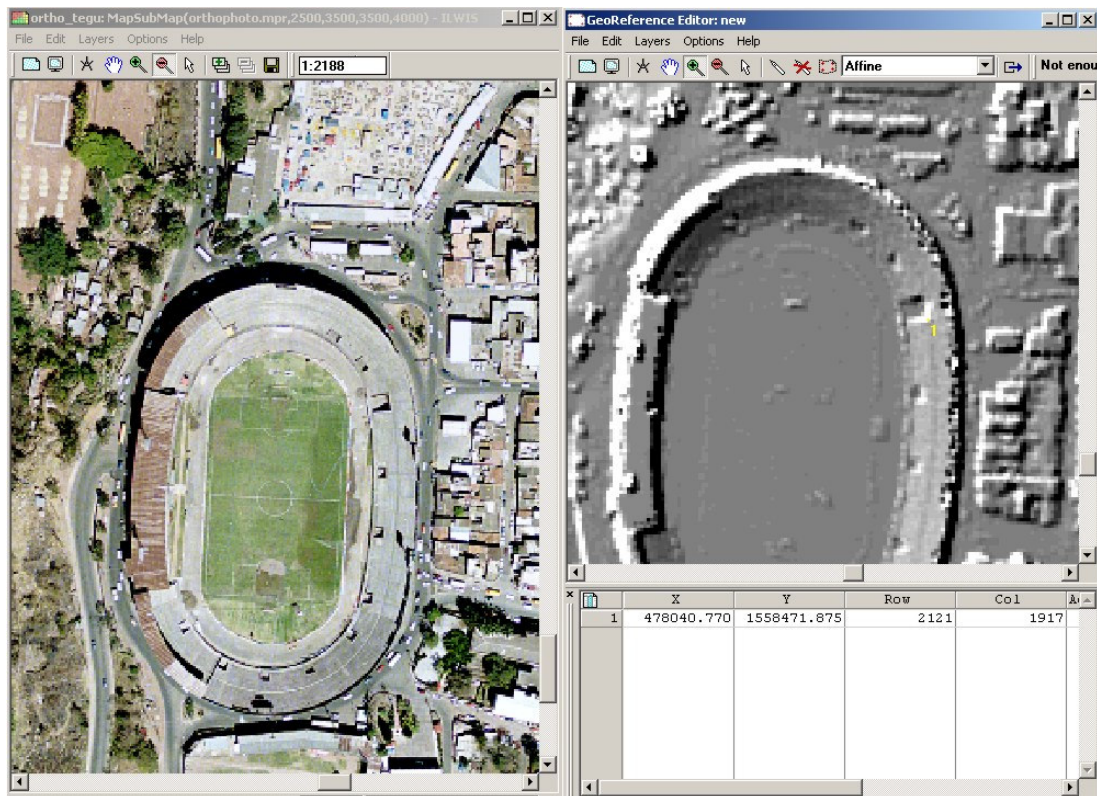 ortho_tegu: MapSubMap(orthophoto.mpr,2500,3500,3500,4000) - ILWIS
File Edit Layers Options Help
1:2188
GeoReference Editor: new
File Edit Layers Options Help
Affine
Not enou
1
X Y Row Col
1 478040.770 1558471.875 2121 1917